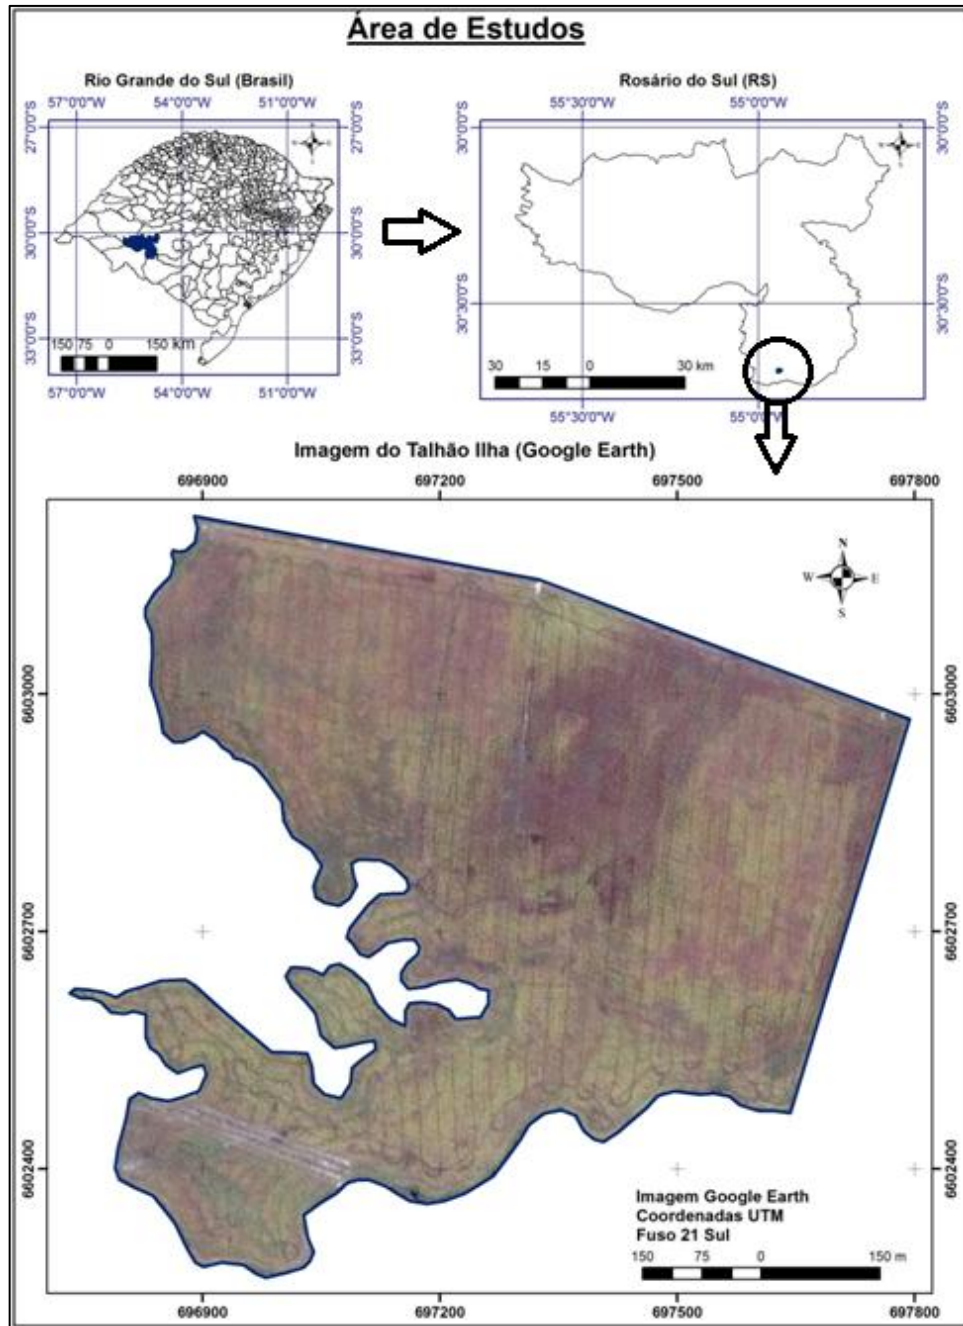 Área de Estudos
Rio Grande do Sul (Brasil)
57°0'0"W 54°0'0"W 51°0'0"W
27°0'0"S 27°0'0"S
30°0'0"S 30°0'0"S
33°0'0"S 33°0'0"S
150 75 0 150 km
57°0'0"W 54°0'0"W 51°0'0"W
Rosário do Sul (RS)
55°30'0"W 55°0'0"W
30°0'0"S 30°0'0"S
30°30'0"S 30°30'0"S
30 15 0 30 km
55°30'0"W 55°0'0"W
Imagem do Talhão Ilha (Google Earth)
696900 697200 697500 697800
N
W E
S
6603000 6603000
6602700 6602700
6602400 6602400
Imagem Google Earth
Coordenadas UTM
Fuso 21 Sul
150 75 0 150 m
696900 697200 697500 697800